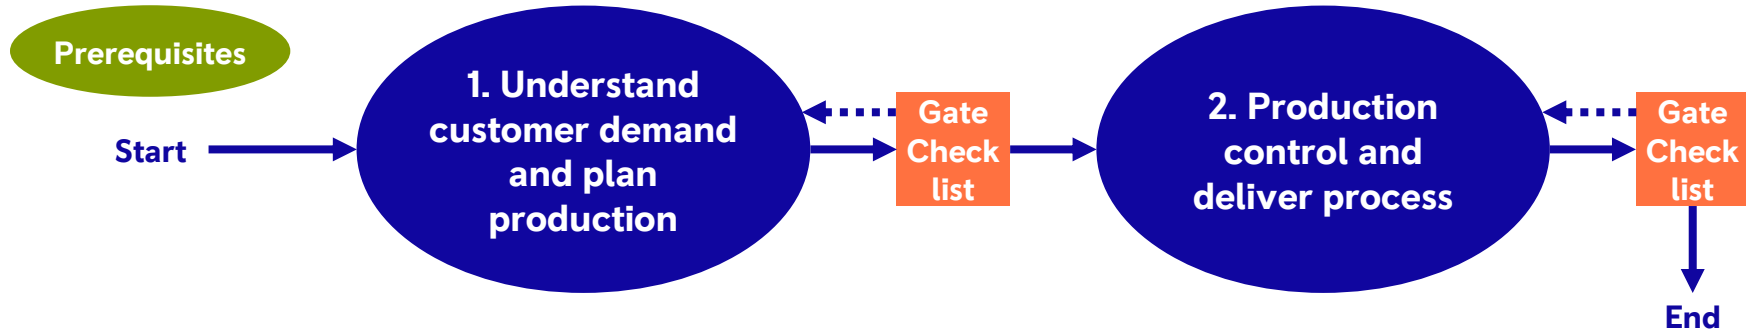 Prerequisites
Start
1. Understand
customer demand
and plan
production
Gate
Check
list
2. Production
control and
deliver process
Gate
Check
list
End